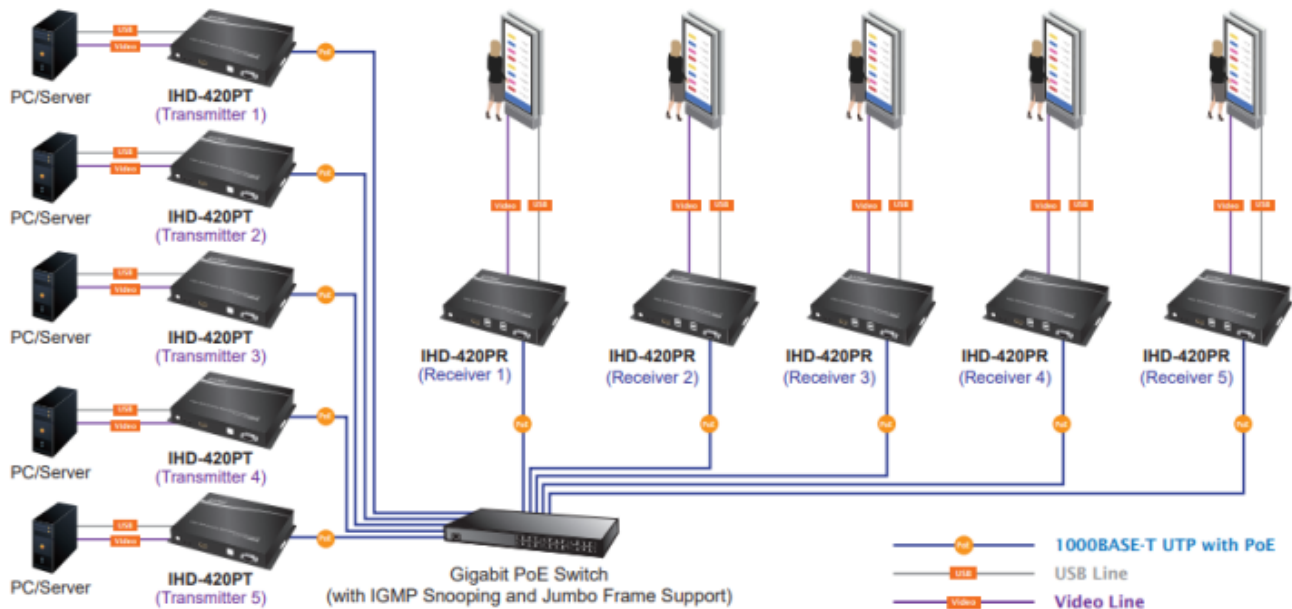 USB
Video
PoE
PC/Server
IHD-420PT
(Transmitter 1)
USB
Video
PoE
PC/Server
IHD-420PT
(Transmitter 2)
USB
Video
PoE
PC/Server
IHD-420PT
(Transmitter 3)
USB
Video
PoE
PC/Server
IHD-420PT
(Transmitter 4)
USB
Video
PoE
PC/Server
IHD-420PT
(Transmitter 5)
Video USB
Video USB
Video USB
Video USB
Video USB
IHD-420PR
(Receiver 1)
IHD-420PR
(Receiver 2)
IHD-420PR
(Receiver 3)
IHD-420PR
(Receiver 4)
IHD-420PR
(Receiver 5)
PoE
PoE
PoE
PoE
PoE
Gigabit PoE Switch
(with IGMP Snooping and Jumbo Frame Support)
PoE 1000BASE-T UTP with PoE
USB USB Line
Video Video Line